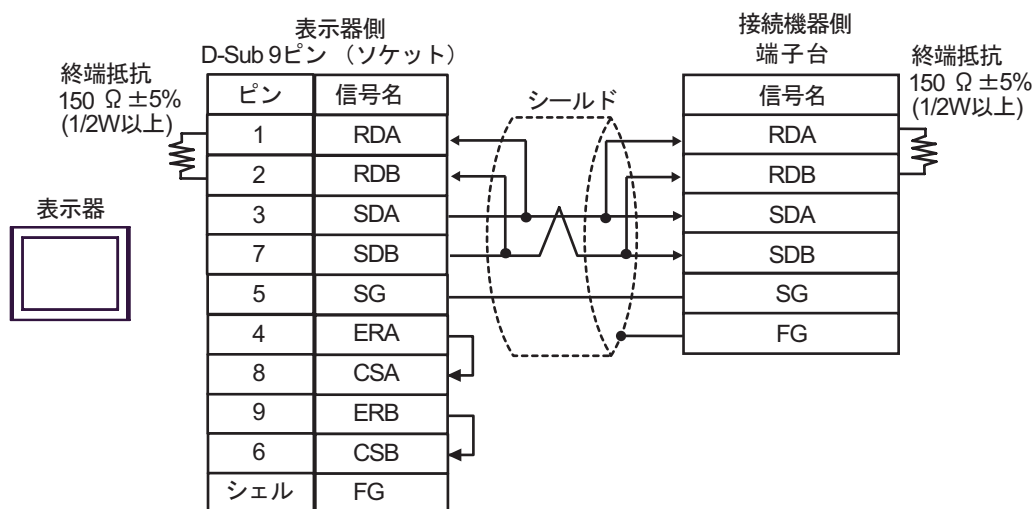 表示器側
D-Sub 9ピン （ソケット）
接続機器側
端子台
終端抵抗
150 Ω ±5%
(1/2W以上)
終端抵抗
150 Ω ±5%
(1/2W以上)
シールド
表示器
ピン 信号名
1 RDA
2 RDB
3 SDA
7 SDB
5 SG
4 ERA
8 CSA
9 ERB
6 CSB
シェル FG
信号名
RDA
RDB
SDA
SDB
SG
FG